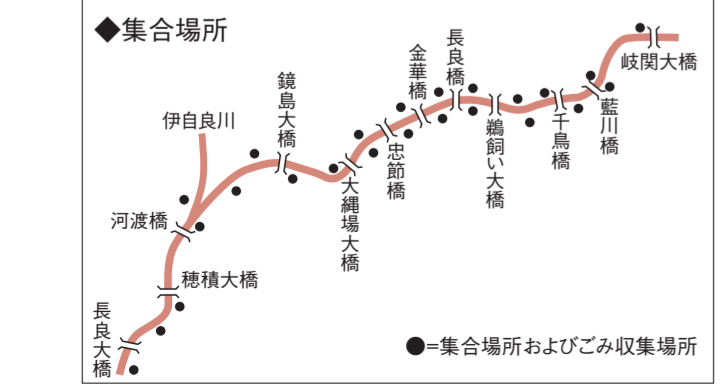 ◆集合場所
岐関大橋
藍川橋
千鳥橋
鵜飼い大橋
長良橋
金華橋
忠節橋
大縄場大橋
鏡島大橋
伊自良川
河渡橋
穂積大橋
長良大橋
●=集合場所およびごみ収集場所